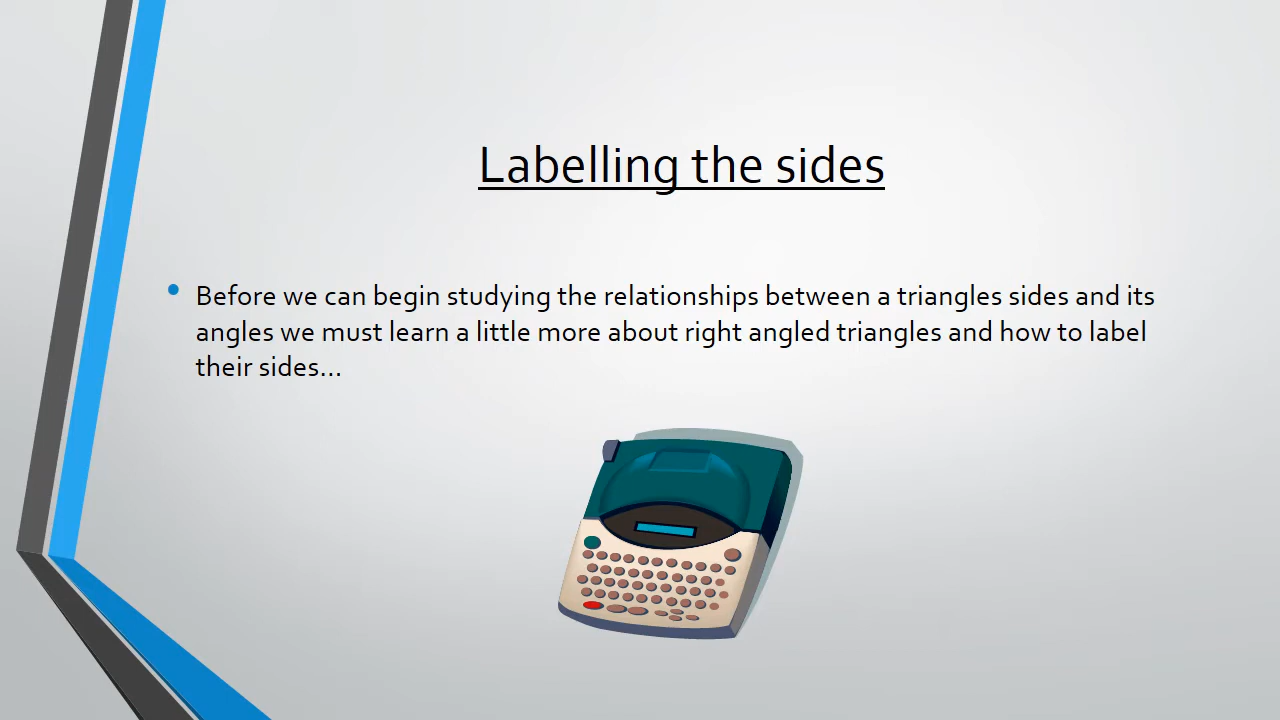 Labelling the sides
Before we can begin studying the relationships between a triangles sides and its
angles we must learn a little more about right angled triangles and how to label
their sides…